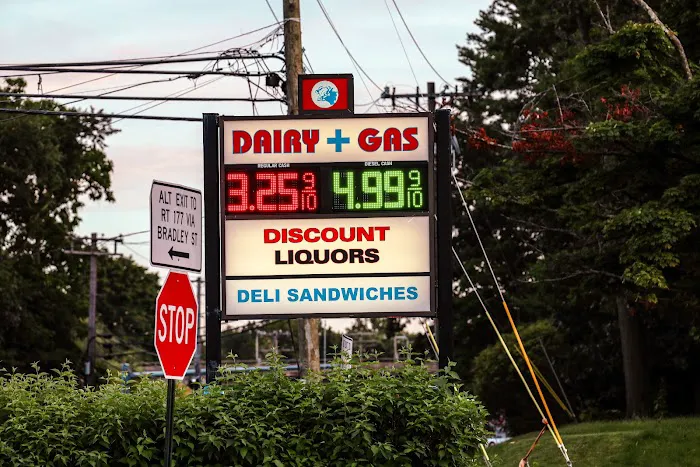 DAIRY + GAS
REGULAR CASH DIESEL CASH
3.25 9/10 4.99 9/10
DISCOUNT
LIQUORS
DELI SANDWICHES
ALT EXIT TO
RT 177 VIA
BRADLEY ST
STOP